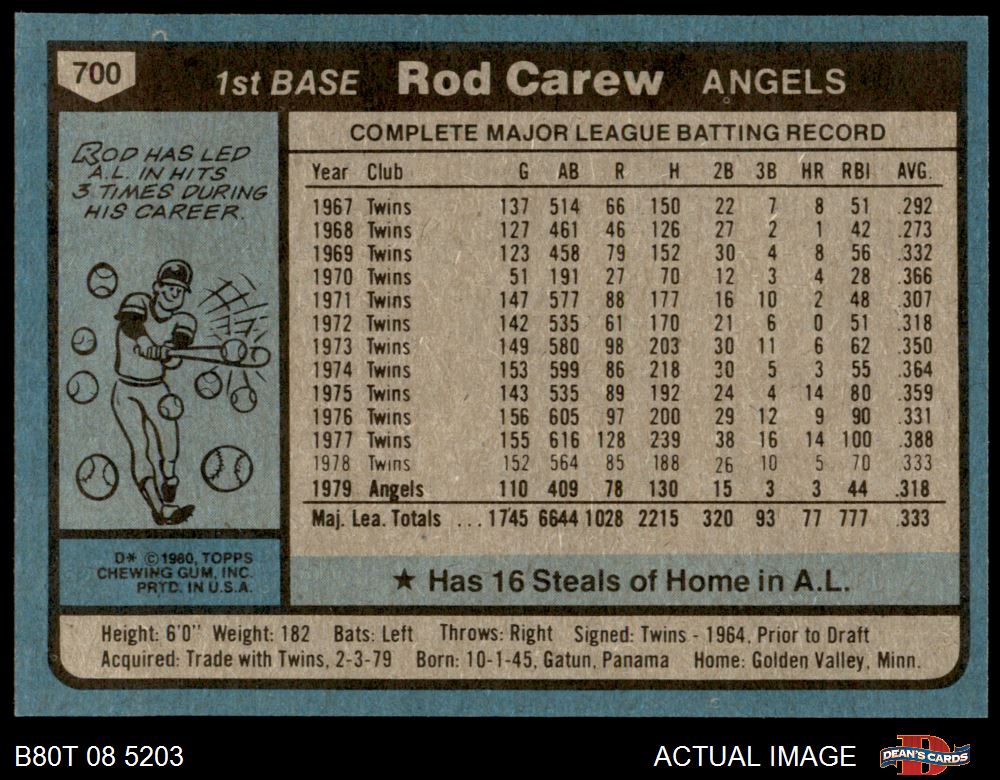 700 1st BASE Rod Carew ANGELS
ROD HAS LED
A.L. IN HITS
3 TIMES DURING
HIS CAREER.
COMPLETE MAJOR LEAGUE BATTING RECORD
Year Club G AB R H 2B 3B HR RBI AVG.
1967 Twins 137 514 66 150 22 7 8 51 .292
1968 Twins 127 461 46 126 27 2 1 42 .273
1969 Twins 123 458 79 152 30 4 8 56 .332
1970 Twins 51 191 27 70 12 3 4 28 .366
1971 Twins 147 577 88 177 16 10 2 48 .307
1972 Twins 142 535 61 170 21 6 0 51 .318
1973 Twins 149 580 98 203 30 11 6 62 .350
1974 Twins 153 599 86 218 30 5 3 55 .364
1975 Twins 143 535 89 192 24 4 14 80 .359
1976 Twins 156 605 97 200 29 12 9 90 .331
1977 Twins 155 616 128 239 38 16 14 100 .388
1978 Twins 152 564 85 188 26 10 5 70 .333
1979 Angels 110 409 78 130 15 3 3 44 .318
Maj. Lea. Totals ... 1745 6644 1028 2215 320 93 77 777 .333
D* © 1980, TOPPS
CHEWING GUM, INC.
PRTD. IN U.S.A.
★ Has 16 Steals of Home in A.L.
Height: 6'0" Weight: 182 Bats: Left Throws: Right Signed: Twins - 1964, Prior to Draft
Acquired: Trade with Twins, 2-3-79 Born: 10-1-45, Gatun, Panama Home: Golden Valley, Minn.
B80T 08 5203 ACTUAL IMAGE DEAN'S CARDS